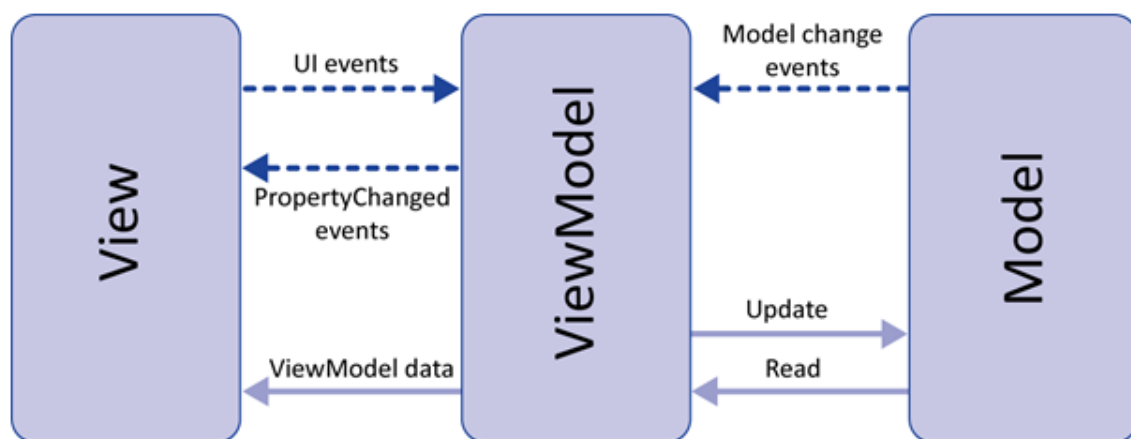 View
UI events
PropertyChanged
events
ViewModel data
ViewModel
Model change
events
Update
Read
Model